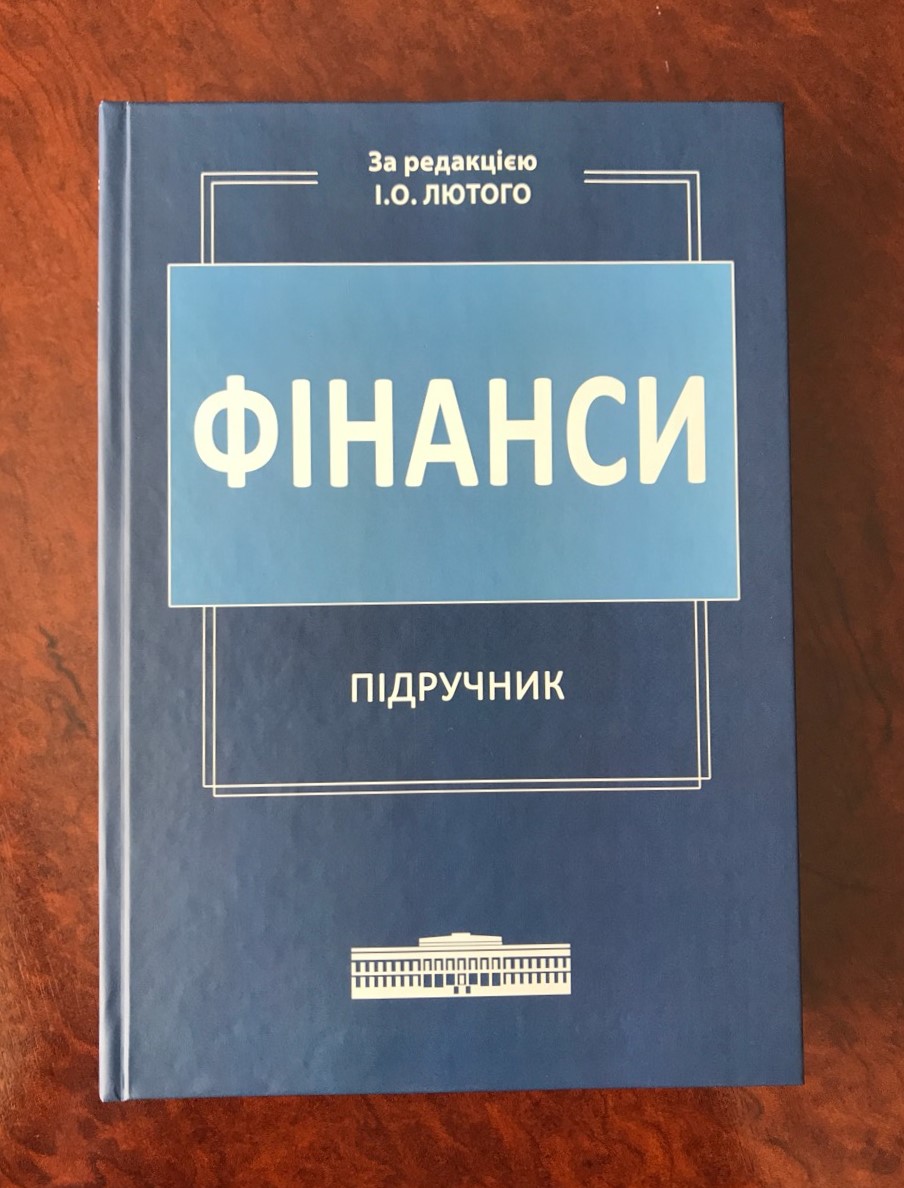 За редакцією
І.О. ЛЮТОГО
ФІНАНСИ
ПІДРУЧНИК